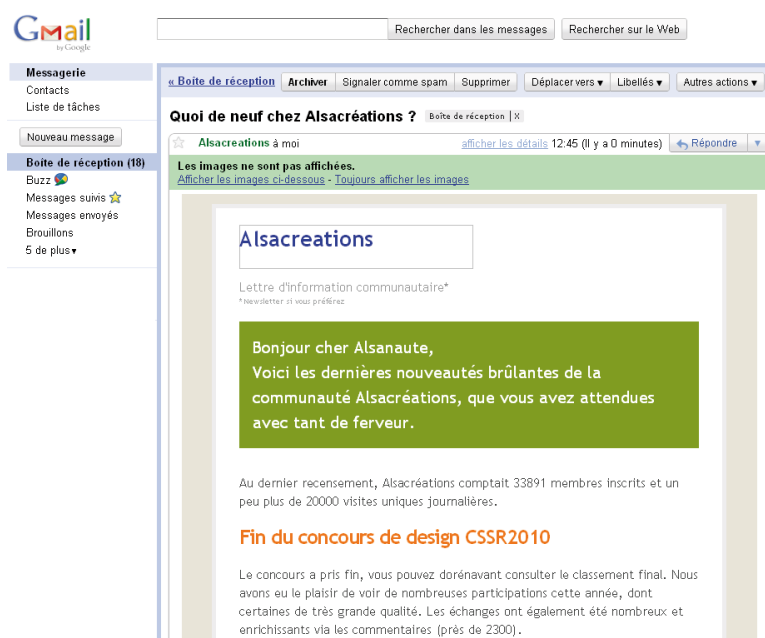 Gmail
by Google
Rechercher dans les messages
Rechercher sur le Web
Messagerie
Contacts
Liste de tâches
Nouveau message
Boîte de réception (18)
Buzz
Messages suivis
Messages envoyés
Brouillons
5 de plus▾
« Boîte de réception Archiver Signaler comme spam Supprimer Déplacer vers ▾ Libellés ▾ Autres actions ▾
Quoi de neuf chez Alsacréations ? Boîte de réception | X
Alsacreations à moi afficher les détails 12:45 (Il y a 0 minutes) Répondre ▾
Les images ne sont pas affichées.
Afficher les images ci-dessous - Toujours afficher les images
Alsacreations
Lettre d'information communautaire*
* Newsletter si vous préférez
Bonjour cher Alsanaute,
Voici les dernières nouveautés brûlantes de la
communauté Alsacréations, que vous avez attendues
avec tant de ferveur.
Au dernier recensement, Alsacréations comptait 33891 membres inscrits et un
peu plus de 20000 visites uniques journalières.
Fin du concours de design CSSR2010
Le concours a pris fin, vous pouvez dorénavant consulter le classement final. Nous
avons eu le plaisir de voir de nombreuses participations cette année, dont
certaines de très grande qualité. Les échanges ont également été nombreux et
enrichissants via les commentaires (près de 2300).